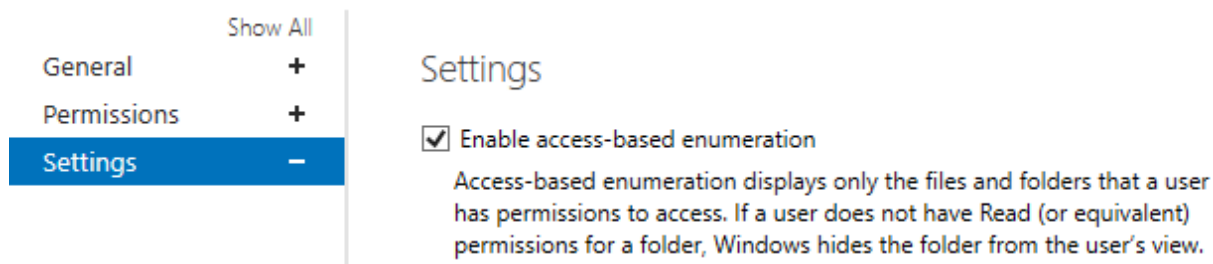 Show All
General +
Permissions +
Settings −
Settings
Enable access-based enumeration
Access-based enumeration displays only the files and folders that a user
has permissions to access. If a user does not have Read (or equivalent)
permissions for a folder, Windows hides the folder from the user's view.